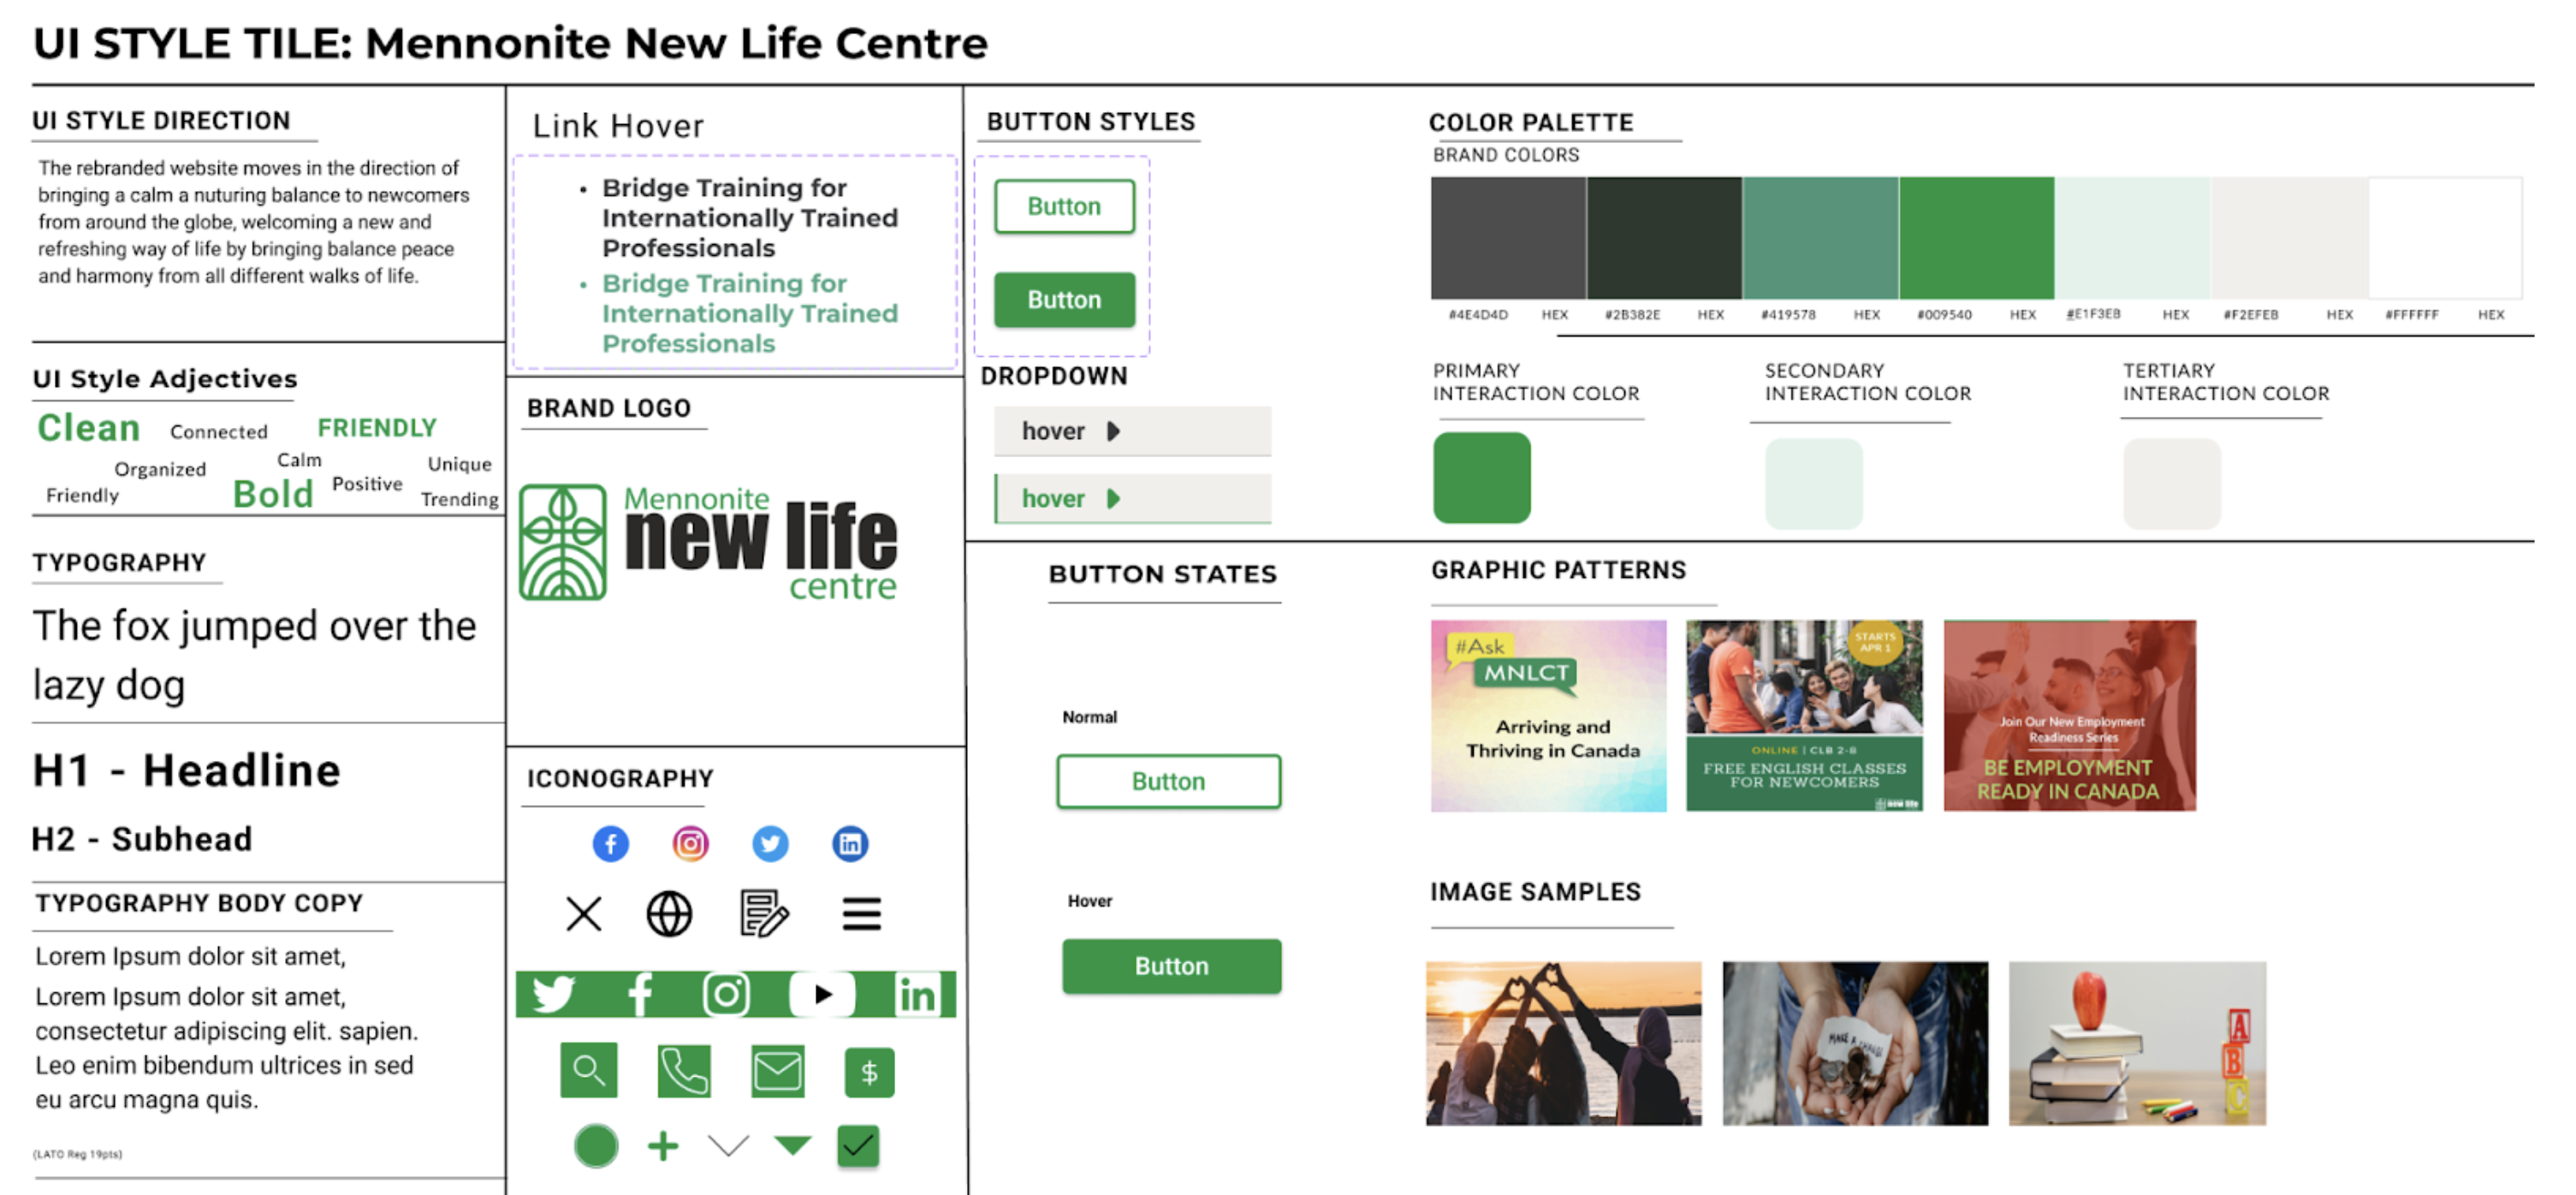 UI STYLE TILE: Mennonite New Life Centre
UI STYLE DIRECTION
The rebranded website moves in the direction of
bringing a calm a nuturing balance to newcomers
from around the globe, welcoming a new and
refreshing way of life by bringing balance peace
and harmony from all different walks of life.
UI Style Adjectives
Clean
Connected
FRIENDLY
Organized
Calm
Unique
Friendly
Bold
Positive
Trending
TYPOGRAPHY
The fox jumped over the
lazy dog
H1 - Headline
H2 - Subhead
TYPOGRAPHY BODY COPY
Lorem Ipsum dolor sit amet,
Lorem Ipsum dolor sit amet,
consectetur adipiscing elit. sapien.
Leo enim bibendum ultrices in sed
eu arcu magna quis.
(LATO Reg 19pts)
Link Hover
• Bridge Training for
Internationally Trained
Professionals
• Bridge Training for
Internationally Trained
Professionals
BRAND LOGO
Mennonite
new life
centre
ICONOGRAPHY
BUTTON STYLES
Button
Button
DROPDOWN
hover
hover
BUTTON STATES
Normal
Button
Hover
Button
COLOR PALETTE
BRAND COLORS
#4E4D4D HEX #2B382E HEX #419578 HEX #009540 HEX #E1F3EB HEX #F2EFEB HEX #FFFFFF HEX
PRIMARY
INTERACTION COLOR
SECONDARY
INTERACTION COLOR
TERTIARY
INTERACTION COLOR
GRAPHIC PATTERNS
#Ask
MNLCT
Arriving and
Thriving in Canada
STARTS
APR 1
ONLINE | CLB 2-8
FREE ENGLISH CLASSES
FOR NEWCOMERS
new life
Join Our New Employment
Readiness Series
BE EMPLOYMENT
READY IN CANADA
IMAGE SAMPLES
MAKE A CHANGE
A
B
C